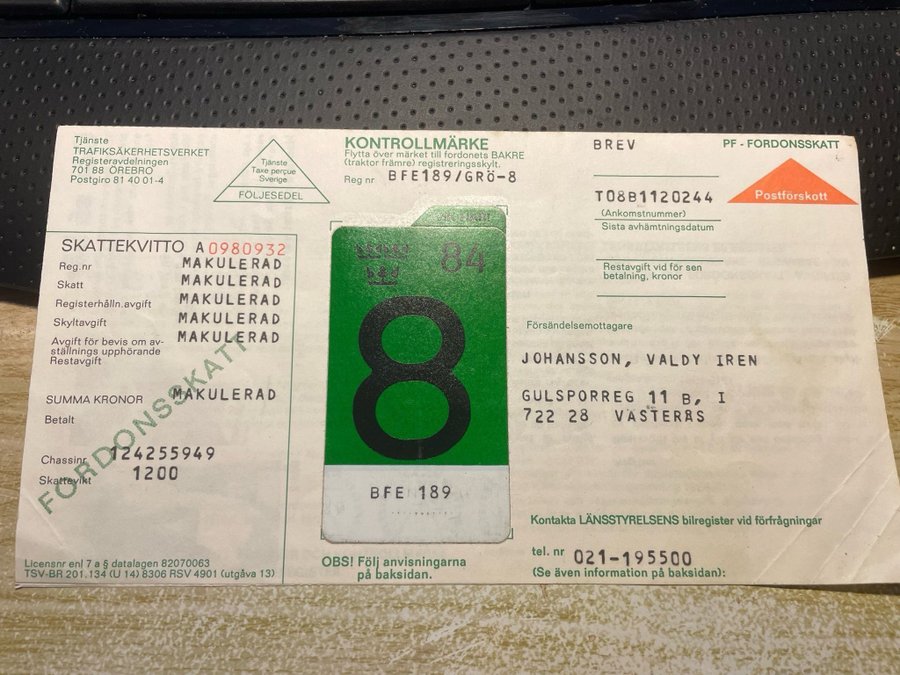 Tjänste
TRAFIKSÄKERHETSVERKET
Registeravdelningen
701 88 ÖREBRO
Postgiro 81 40 01-4
Tjänste
Taxe perçue
Sverige
FÖLJESEDEL
KONTROLLMÄRKE
Flytta över märket till fordonets BAKRE
(traktor främre) registreringsskylt.
Reg nr BFE189/GRÖ-8
BREV
PF - FORDONSSKATT
Postförskott
T08B1120244
(Ankomstnummer)
Sista avhämtningsdatum
Restavgift vid för sen
betalning, kronor
SKATTEKVITTO A 0980932
Reg.nr MAKULERAD
Skatt MAKULERAD
Registerhålln.avgift MAKULERAD
Skyltavgift MAKULERAD
Avgift för bevis om av- MAKULERAD
ställnings upphörande
Restavgift
SUMMA KRONOR MAKULERAD
Betalt
Chassinr 124255949
Skattevikt 1200
FORDONSSKATT
84
8
BFE 189
Försändelsemottagare
JOHANSSON, VALDY IREN
GULSPORREG 11 B, I
722 28 VÄSTERÅS
Kontakta LÄNSSTYRELSENS bilregister vid förfrågningar
tel. nr 021-195500
(Se även information på baksidan):
Licensnr enl 7 a § datalagen 82070063
TSV-BR 201.134 (U 14) 8306 RSV 4901 (utgåva 13)
OBS! Följ anvisningarna
på baksidan.